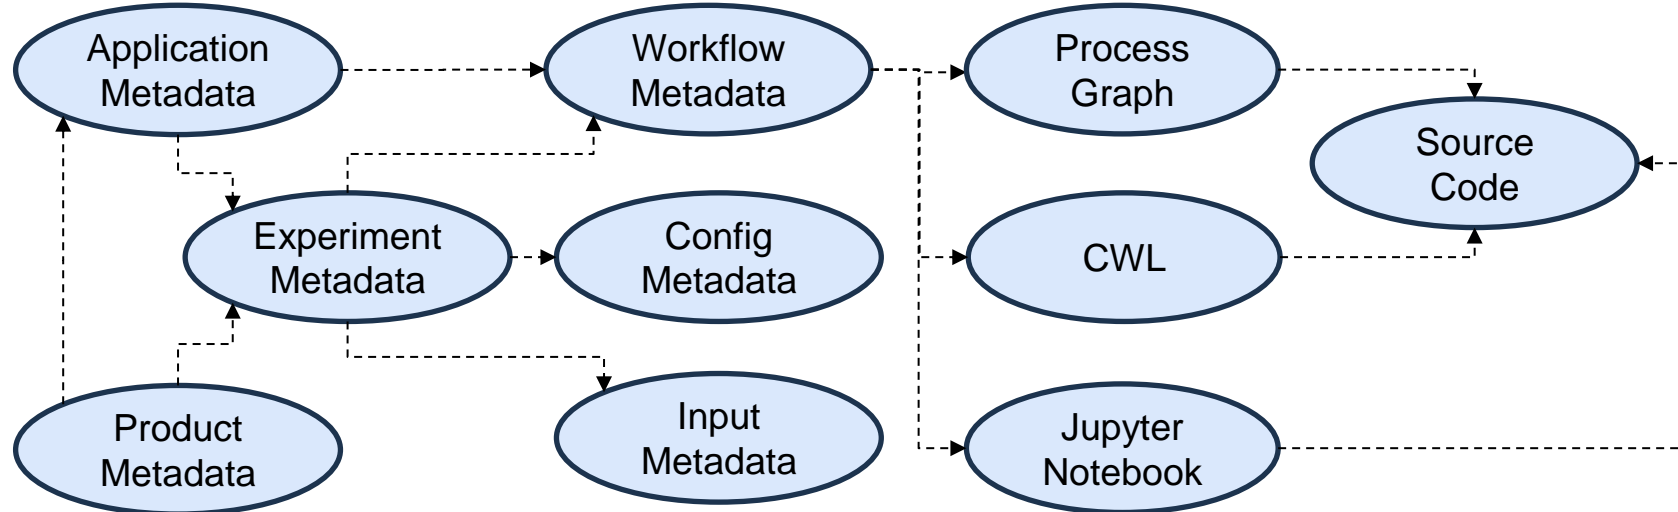 Application
Metadata
Workflow
Metadata
Process
Graph
Source
Code
Experiment
Metadata
Config
Metadata
CWL
Product
Metadata
Input
Metadata
Jupyter
Notebook